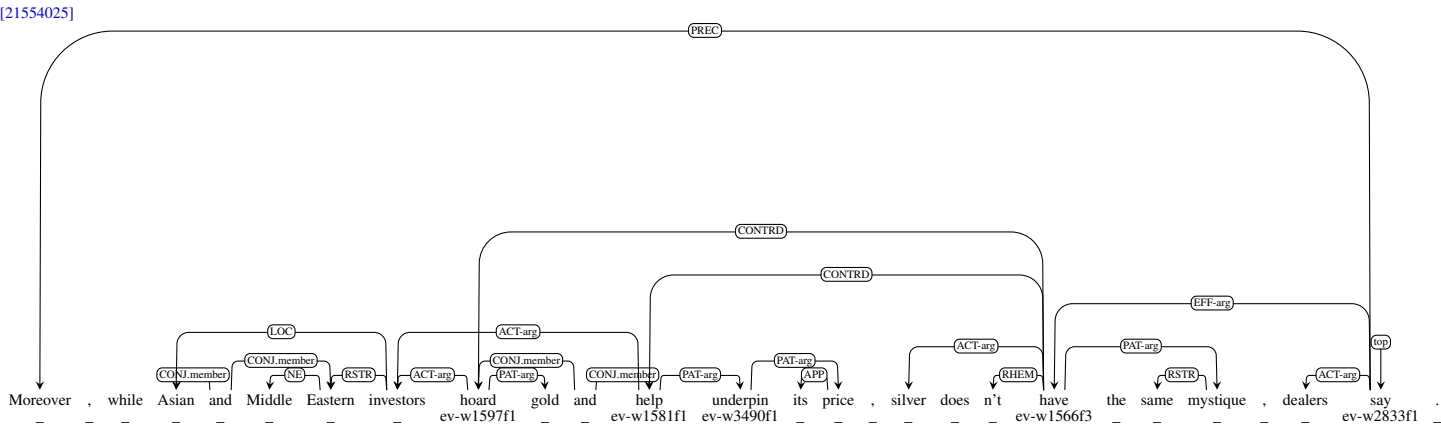 [21554025]
PREC
CONTRD
CONTRD
EFF-arg
LOC ACT-arg top
ACT-arg PAT-arg
CONJ.member CONJ.member PAT-arg
CONJ.member NE RSTR ACT-arg PAT-arg CONJ.member PAT-arg APP RHEM RSTR ACT-arg
Moreover , while Asian and Middle Eastern investors hoard gold and help underpin its price , silver does n't have the same mystique , dealers say .
_ _ _ _ _ _ _ _ ev-w1597f1 _ _ ev-w1581f1 ev-w3490f1 _ _ _ _ _ _ ev-w1566f3 _ _ _ _ _ ev-w2833f1 _